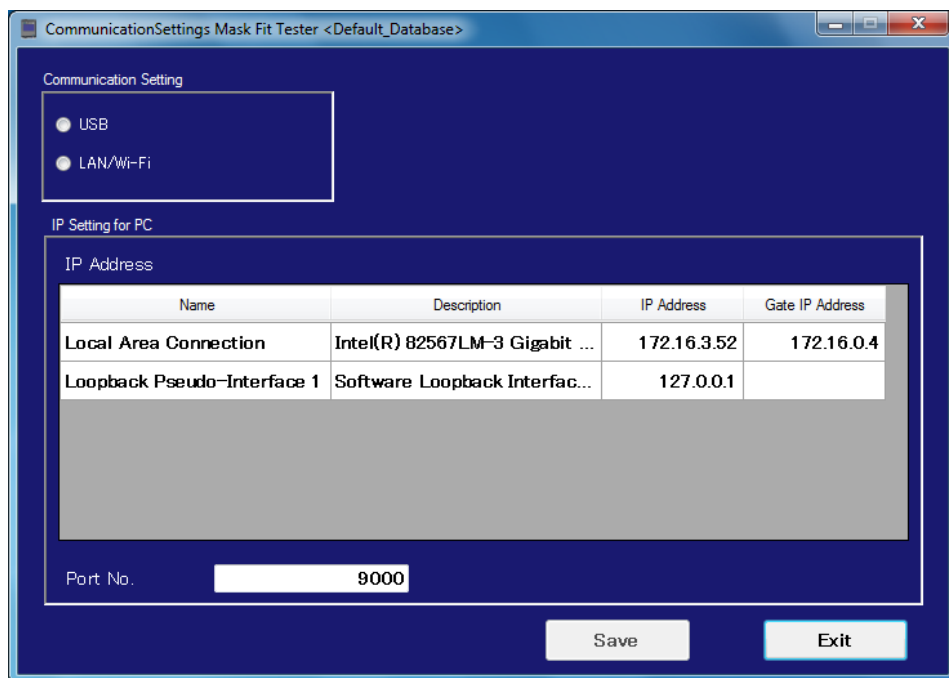 CommunicationSettings Mask Fit Tester <Default_Database>
Communication Setting
USB
LAN/Wi-Fi
IP Setting for PC
IP Address
Name Description IP Address Gate IP Address
Local Area Connection Intel(R) 82567LM-3 Gigabit ... 172.16.3.52 172.16.0.4
Loopback Pseudo-Interface 1 Software Loopback Interfac... 127.0.0.1
Port No. 9000
Save Exit